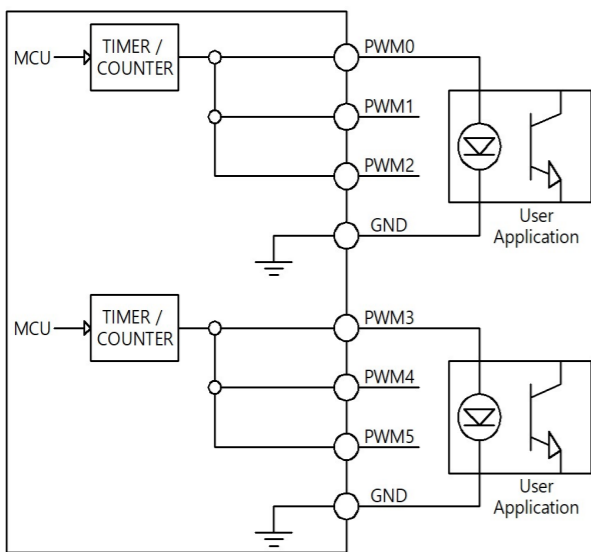 MCU
TIMER /
COUNTER
PWM0
PWM1
PWM2
GND
User
Application
MCU
TIMER /
COUNTER
PWM3
PWM4
PWM5
GND
User
Application